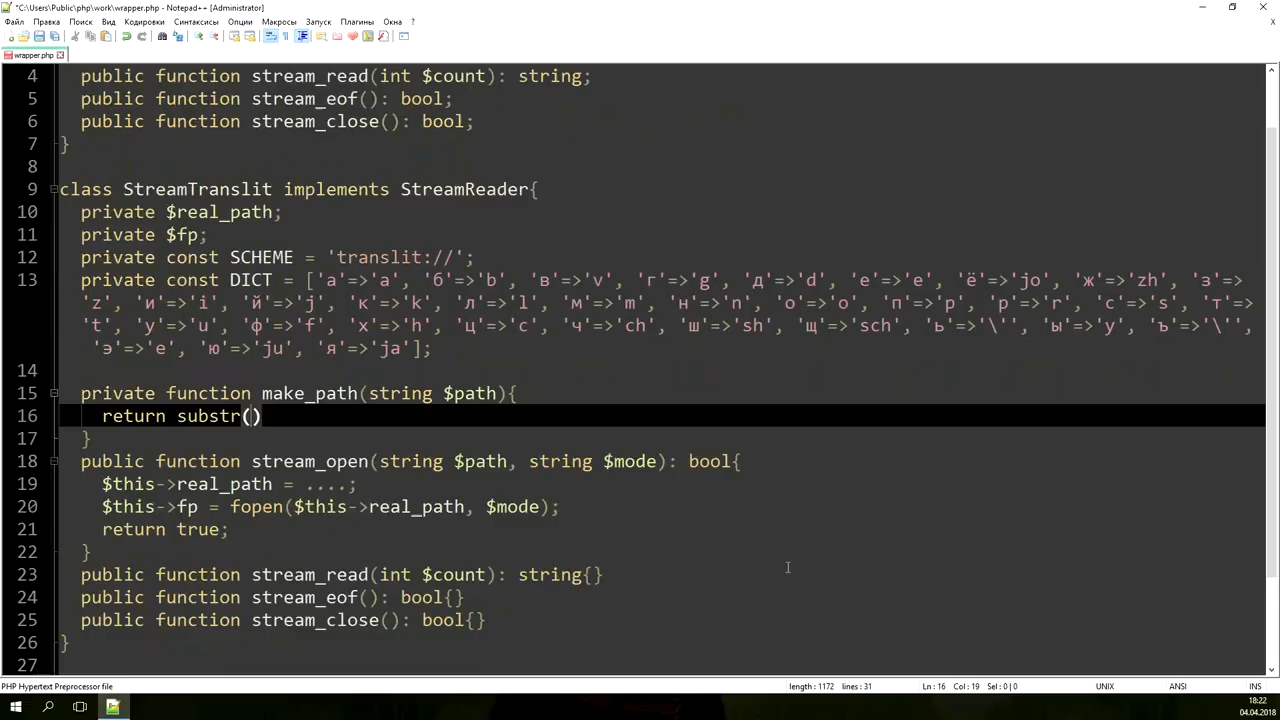 *C:\Users\Public\php\work\wrapper.php - Notepad++ [Administrator]
Файл Правка Поиск Вид Кодировки Синтаксис Опции Макросы Запуск Плагины Окна ?
X
wrapper.php
4 public function stream_read(int $count): string;
5 public function stream_eof(): bool;
6 public function stream_close(): bool;
7 }
8
9 class StreamTranslit implements StreamReader{
10 private $real_path;
11 private $fp;
12 private const SCHEME = 'translit://';
13 private const DICT = ['а'=>'a', 'б'=>'b', 'в'=>'v', 'г'=>'g', 'д'=>'d', 'е'=>'e', 'ё'=>'jo', 'ж'=>'zh', 'з'=>
'z', 'и'=>'i', 'й'=>'j', 'к'=>'k', 'л'=>'l', 'м'=>'m', 'н'=>'n', 'о'=>'o', 'п'=>'p', 'р'=>'r', 'с'=>'s', 'т'=>
't', 'у'=>'u', 'ф'=>'f', 'х'=>'h', 'ц'=>'c', 'ч'=>'ch', 'ш'=>'sh', 'щ'=>'sch', 'ь'=>'\'', 'ы'=>'y', 'ъ'=>'\'',
'э'=>'e', 'ю'=>'ju', 'я'=>'ja'];
14
15 private function make_path(string $path){
16 return substr()
17 }
18 public function stream_open(string $path, string $mode): bool{
19 $this->real_path = ....;
20 $this->fp = fopen($this->real_path, $mode);
21 return true;
22 }
23 public function stream_read(int $count): string{}
24 public function stream_eof(): bool{}
25 public function stream_close(): bool{}
26 }
27
PHP Hypertext Preprocessor file length : 1172 lines : 31 Ln : 16 Col : 19 Sel : 0 | 0 UNIX ANSI INS
18:22
04.04.2018